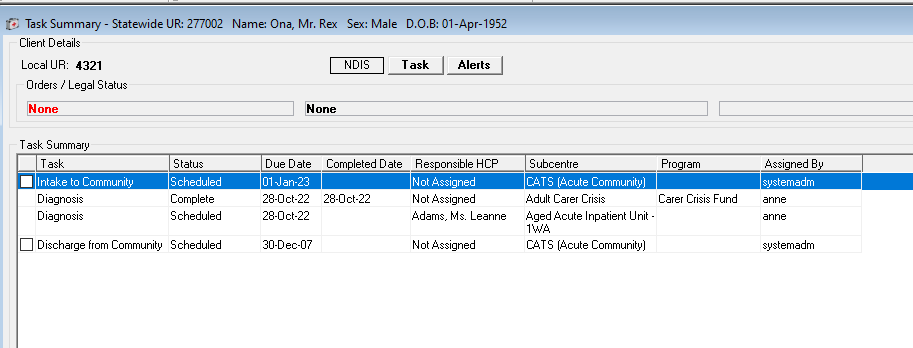 Task Summary - Statewide UR: 277002 Name: Ona, Mr. Rex Sex: Male D.O.B: 01-Apr-1952
Client Details
Local UR: 4321 NDIS Task Alerts
Orders / Legal Status
None None
Task Summary
Task Status Due Date Completed Date Responsible HCP Subcentre Program Assigned By
Intake to Community Scheduled 01-Jan-23 Not Assigned CATS (Acute Community) systemadm
Diagnosis Complete 28-Oct-22 28-Oct-22 Not Assigned Adult Carer Crisis Carer Crisis Fund anne
Diagnosis Scheduled 28-Oct-22 Adams, Ms. Leanne Aged Acute Inpatient Unit - anne
1WA
Discharge from Community Scheduled 30-Dec-07 Not Assigned CATS (Acute Community) systemadm